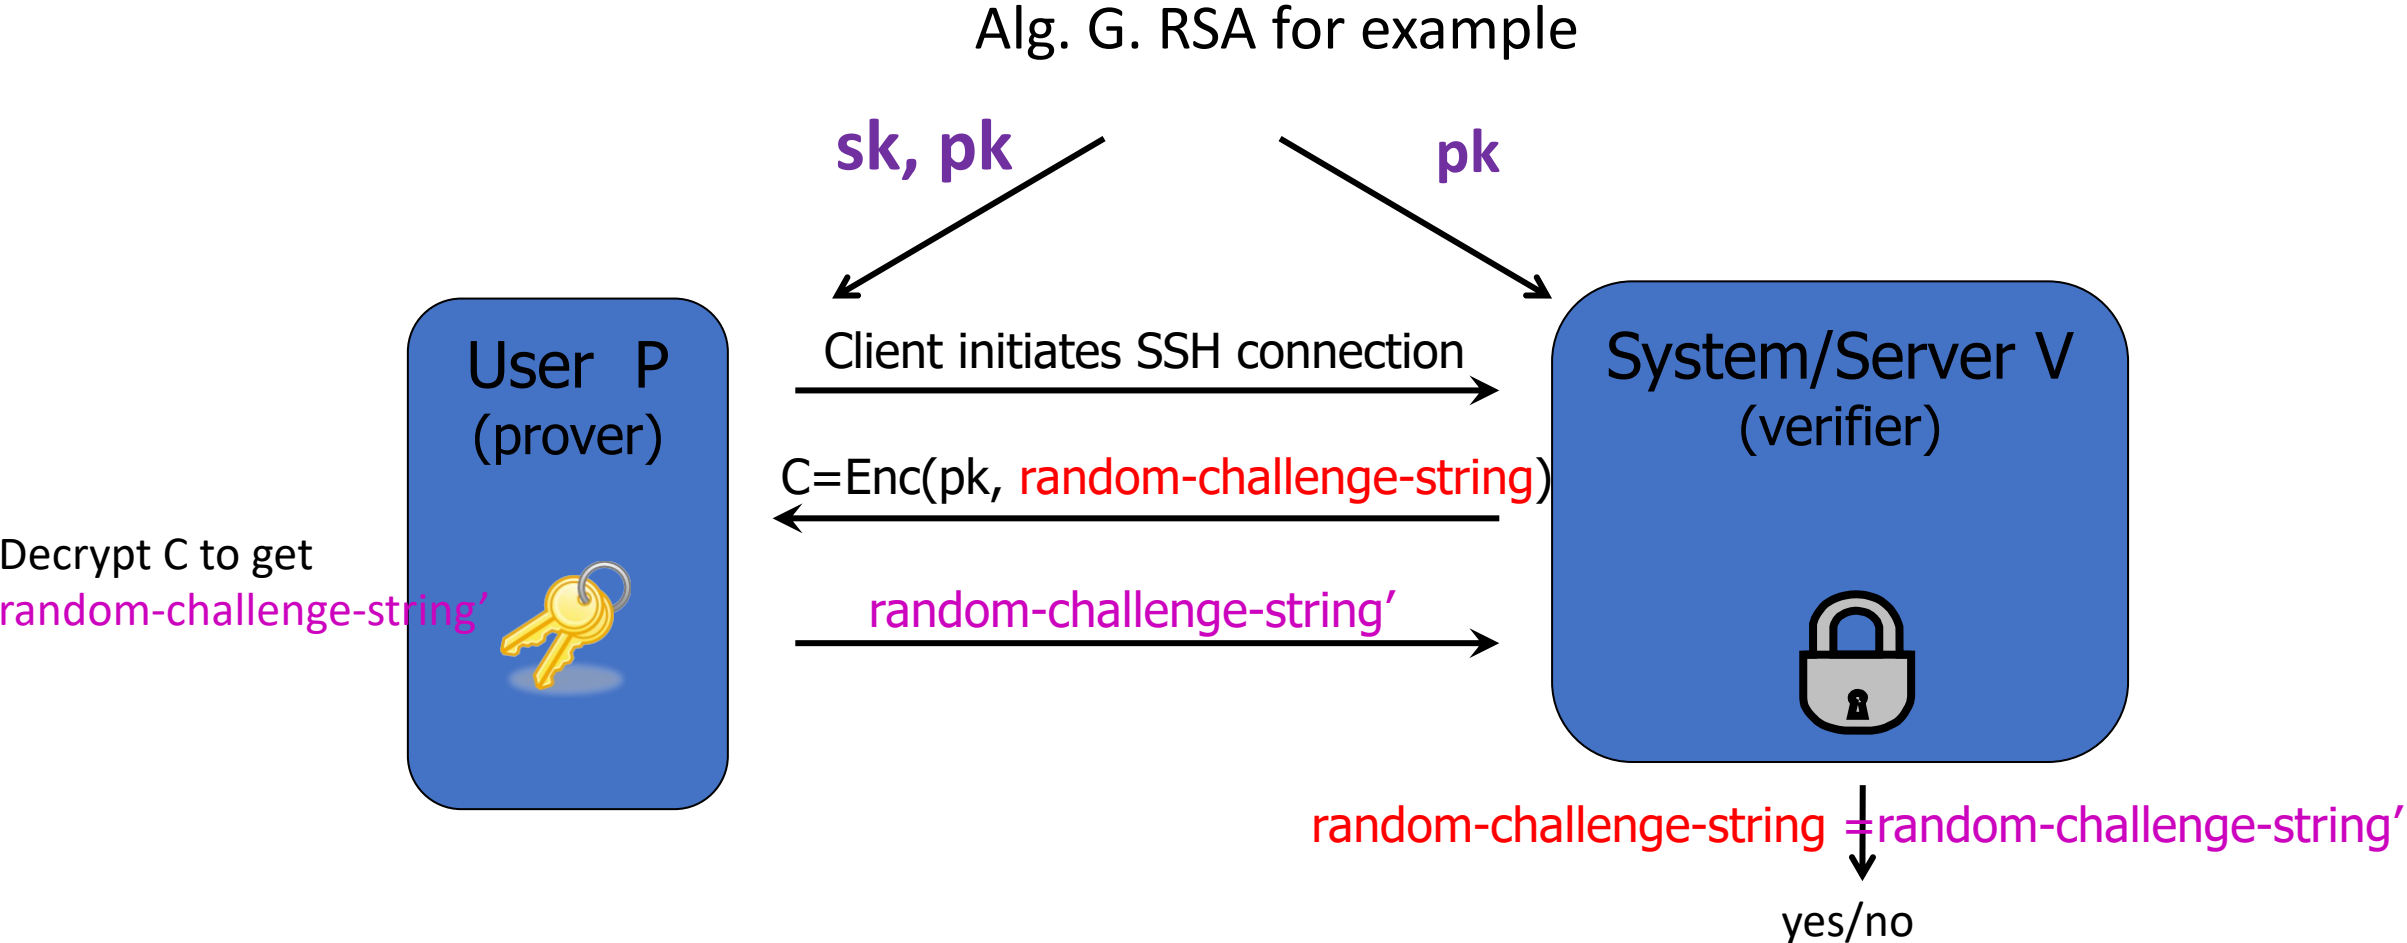 Alg. G. RSA for example
sk, pk
pk
User P
(prover)
Client initiates SSH connection
System/Server V
(verifier)
C=Enc(pk, random-challenge-string)
Decrypt C to get
random-challenge-string’
random-challenge-string’
random-challenge-string =random-challenge-string’
yes/no